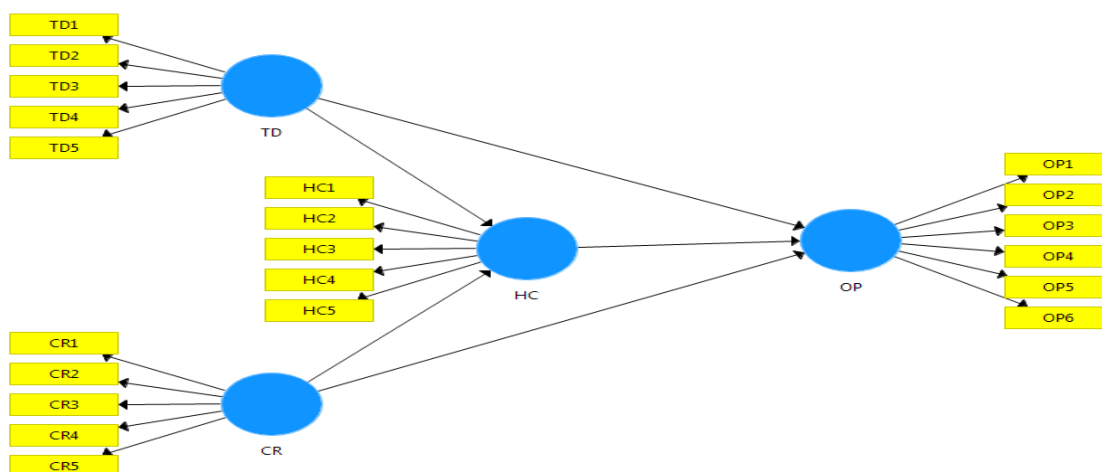 TD1
TD2
TD3
TD4
TD5
TD
HC1
HC2
HC3
HC4
HC5
HC
CR1
CR2
CR3
CR4
CR5
CR
OP
OP1
OP2
OP3
OP4
OP5
OP6